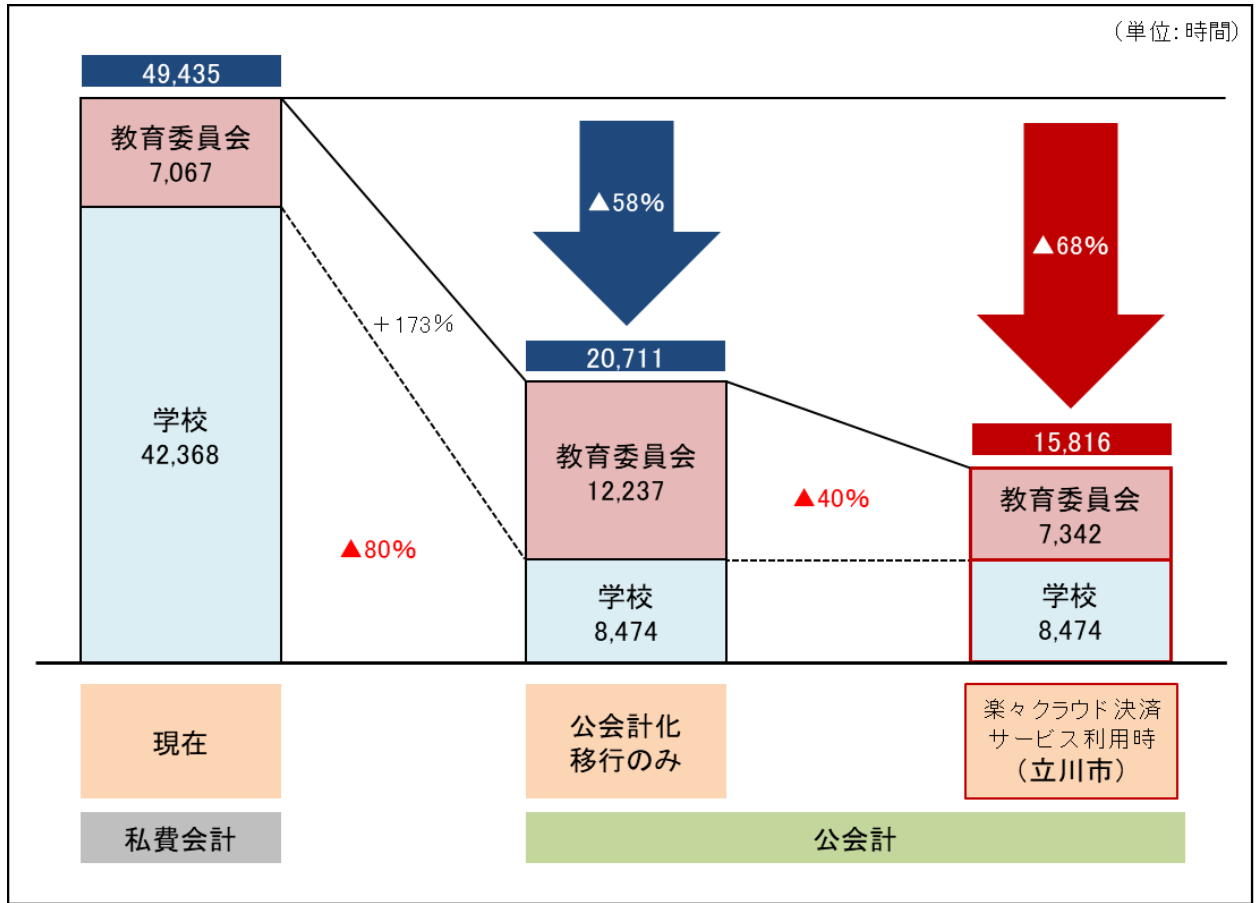 （単位：時間）
49,435
教育委員会
7,067
学校
42,368
＋173％
▲80％
▲58％
20,711
教育委員会
12,237
学校
8,474
▲40％
▲68％
15,816
教育委員会
7,342
学校
8,474
現在
公会計化
移行のみ
楽々クラウド決済
サービス利用時
（立川市）
私費会計
公会計